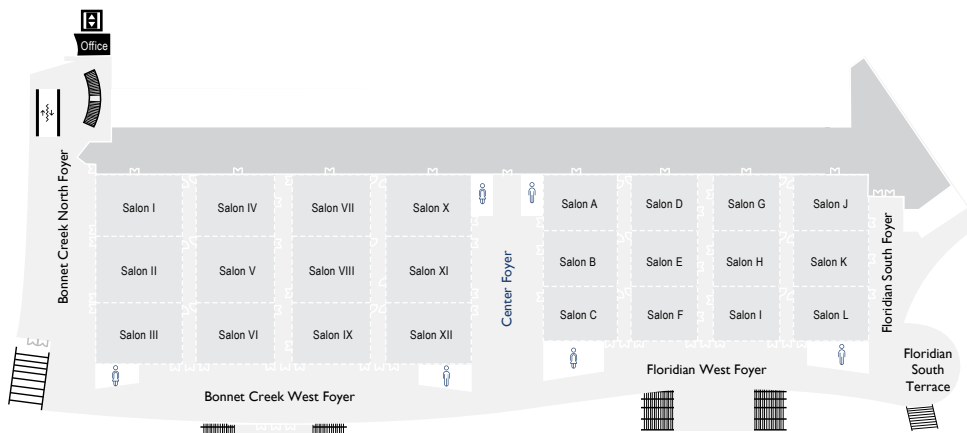 Office
Bonnet Creek North Foyer
Salon I
Salon IV
Salon VII
Salon X
Salon A
Salon D
Salon G
Salon J
Salon II
Salon V
Salon VIII
Salon XI
Center Foyer
Salon B
Salon E
Salon H
Salon K
Floridian South Foyer
Salon III
Salon VI
Salon IX
Salon XII
Salon C
Salon F
Salon I
Salon L
Bonnet Creek West Foyer
Floridian West Foyer
Floridian
South
Terrace